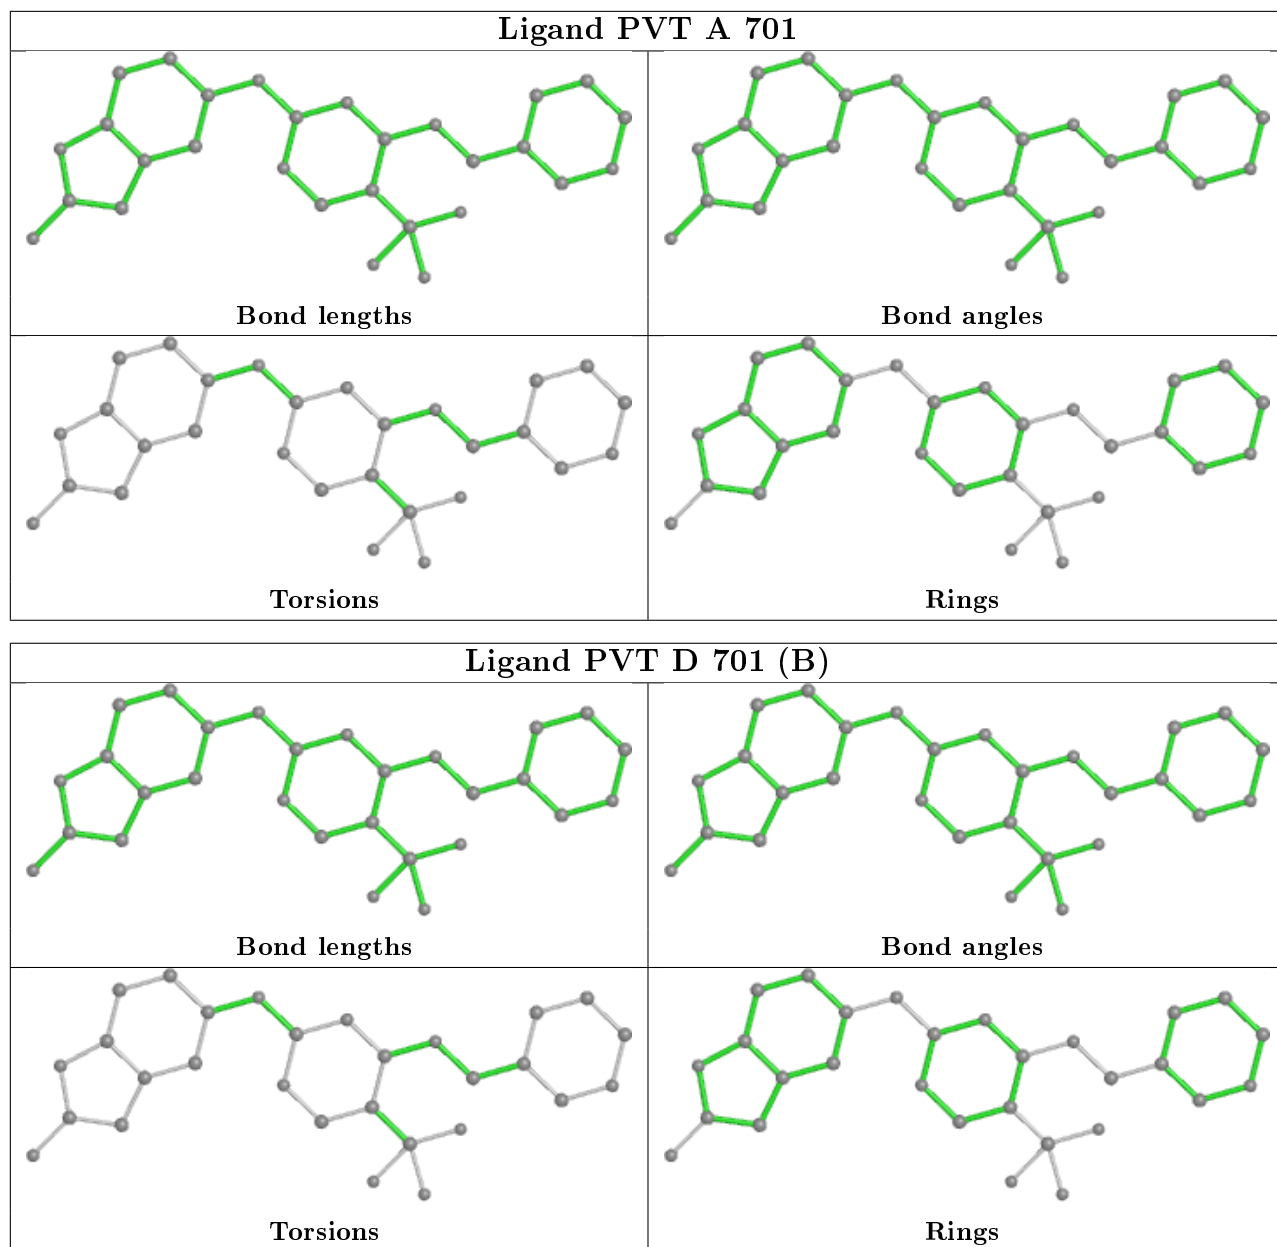 Ligand PVT A 701
Bond lengths
Bond angles
Torsions
Rings
Ligand PVT D 701 (B)
Bond lengths
Bond angles
Torsions
Rings